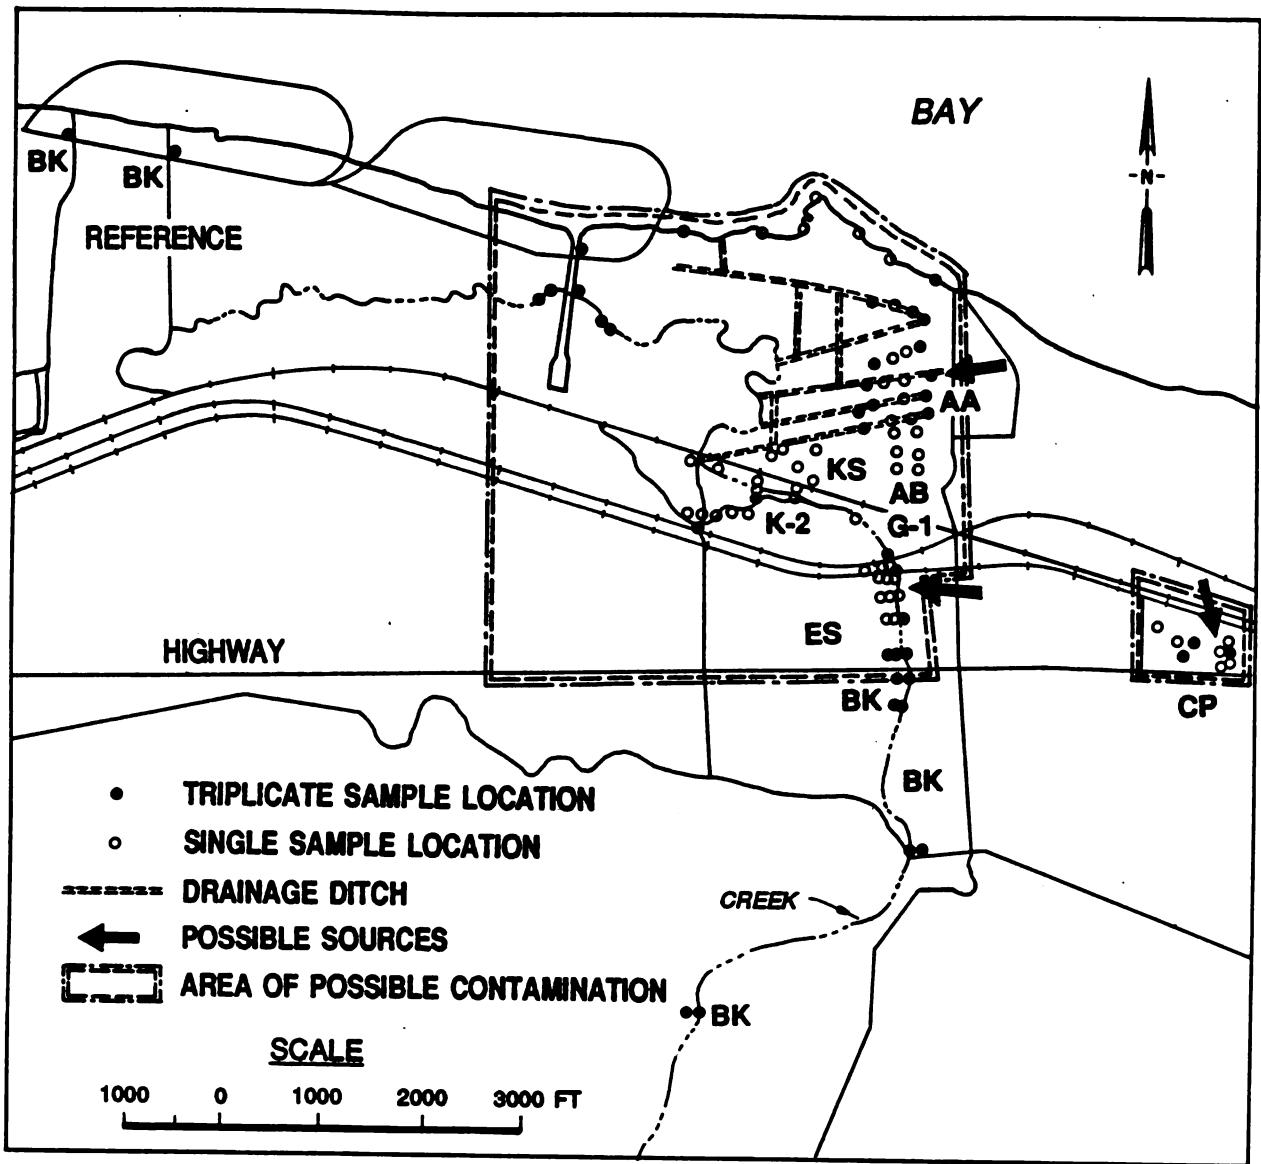 BAY
N
BK
BK
REFERENCE
AA
KS
AB
K-2
G-1
ES
HIGHWAY
BK
CP
BK
TRIPLICATE SAMPLE LOCATION
SINGLE SAMPLE LOCATION
DRAINAGE DITCH
CREEK
POSSIBLE SOURCES
AREA OF POSSIBLE CONTAMINATION
BK
SCALE
1000 0 1000 2000 3000 FT